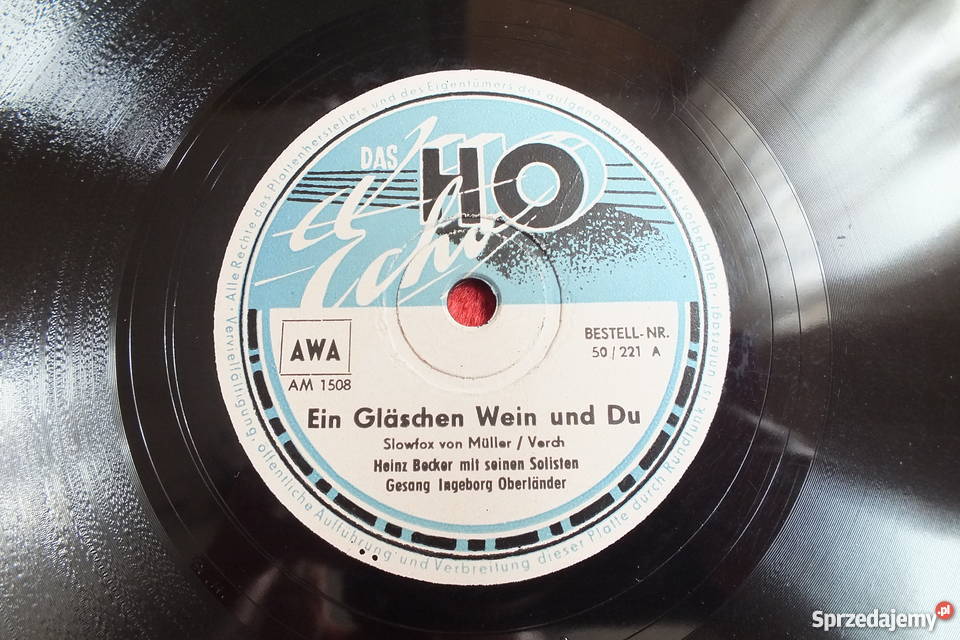 DAS
HO
Echo
AWA
AM 1508
BESTELL-NR.
50/221 A
Ein Gläschen Wein und Du
Slowfox von Müller / Verch
Heinz Becker mit seinen Solisten
Gesang Ingeborg Oberländer
Alle Rechte des Plattenherstellers und des Eigentümers des aufgenommenen Werkes vorbehalten · Vervielfältigung, öffentliche Aufführung und Verbreitung dieser Platte durch Rundfunk ist untersagt ·
Sprzedajemy.pl